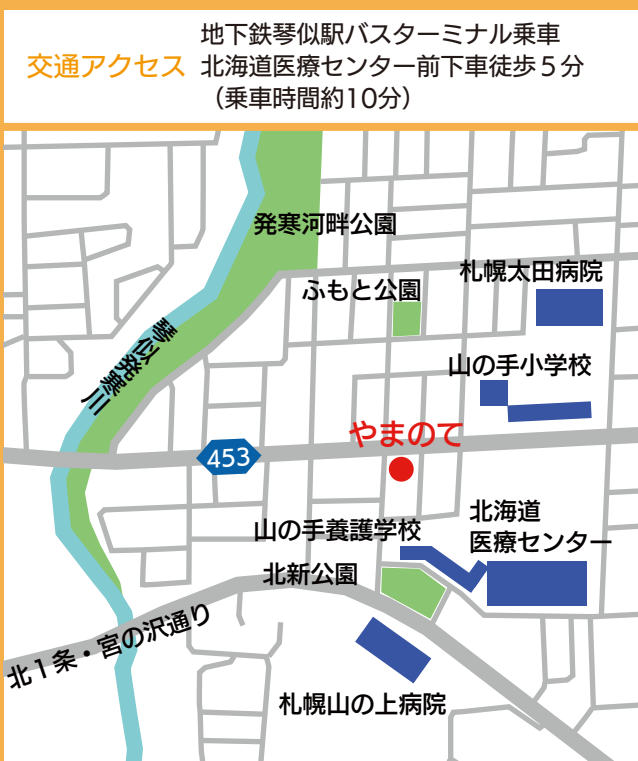 交通アクセス
地下鉄琴似駅バスターミナル乗車
北海道医療センター前下車徒歩５分
（乗車時間約10分）
発寒河畔公園
札幌太田病院
ふもと公園
琴似発寒川
山の手小学校
やまのて
453
北海道
医療センター
山の手養護学校
北新公園
北１条・宮の沢通り
札幌山の上病院